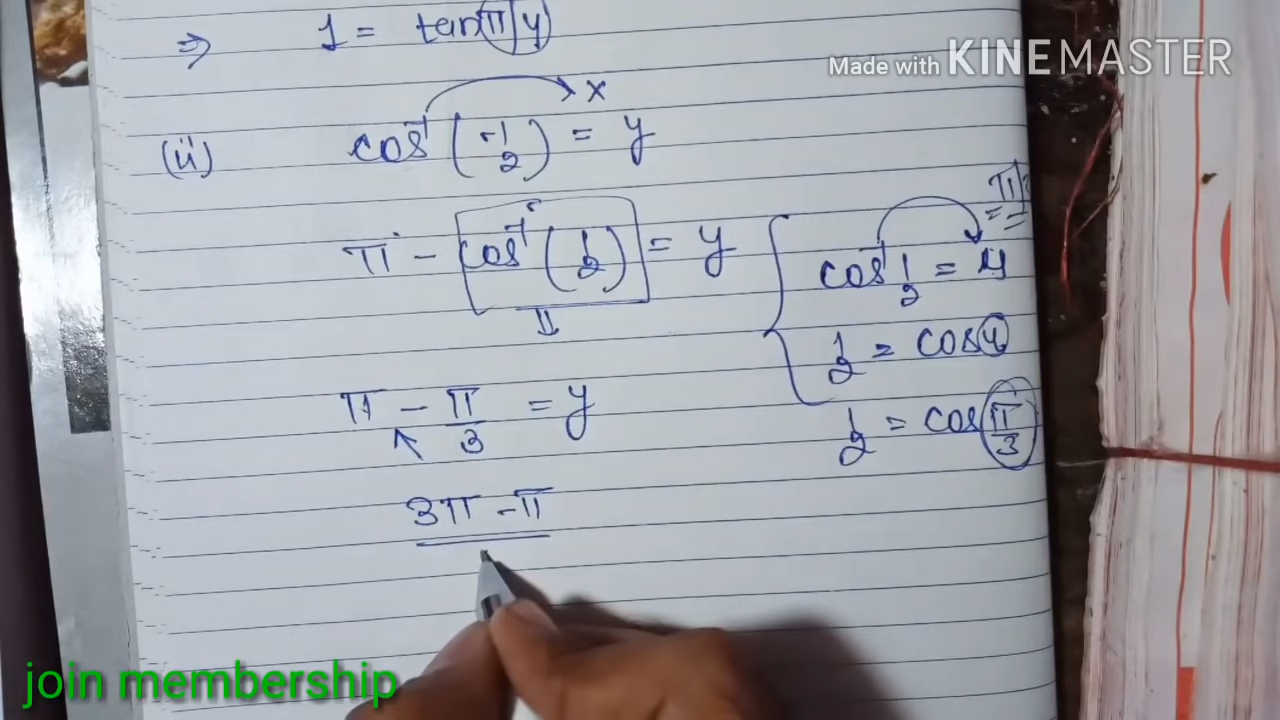 ⇒ 1 = tan π/4
Made with KINEMASTER
x
(ii) cos⁻¹(-1/2) = y
π - cos⁻¹(1/2) = y
cos⁻¹ 1/2 = y
1/2 = cos y
π - π/3 = y
1/2 = cos π/3
3π - π
join membership